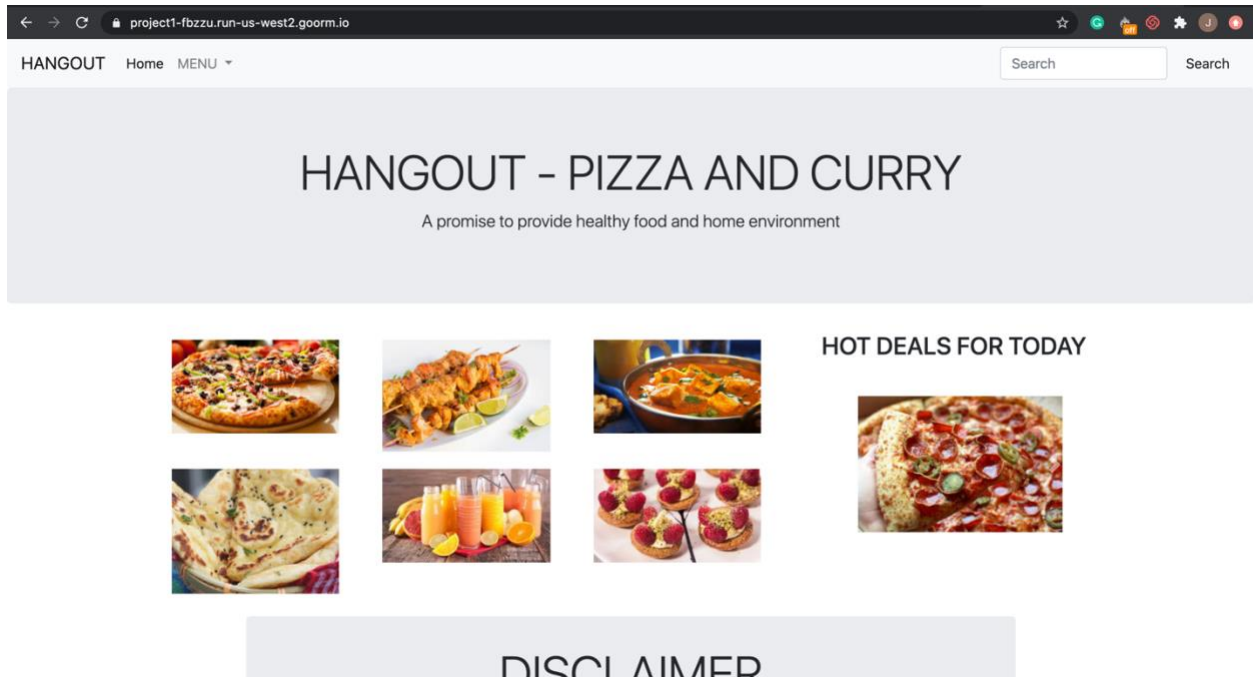 project1-fbzzu.run-us-west2.goorm.io
off
J
HANGOUT Home MENU Search Search
HANGOUT - PIZZA AND CURRY
A promise to provide healthy food and home environment
HOT DEALS FOR TODAY
DISCLAIMER